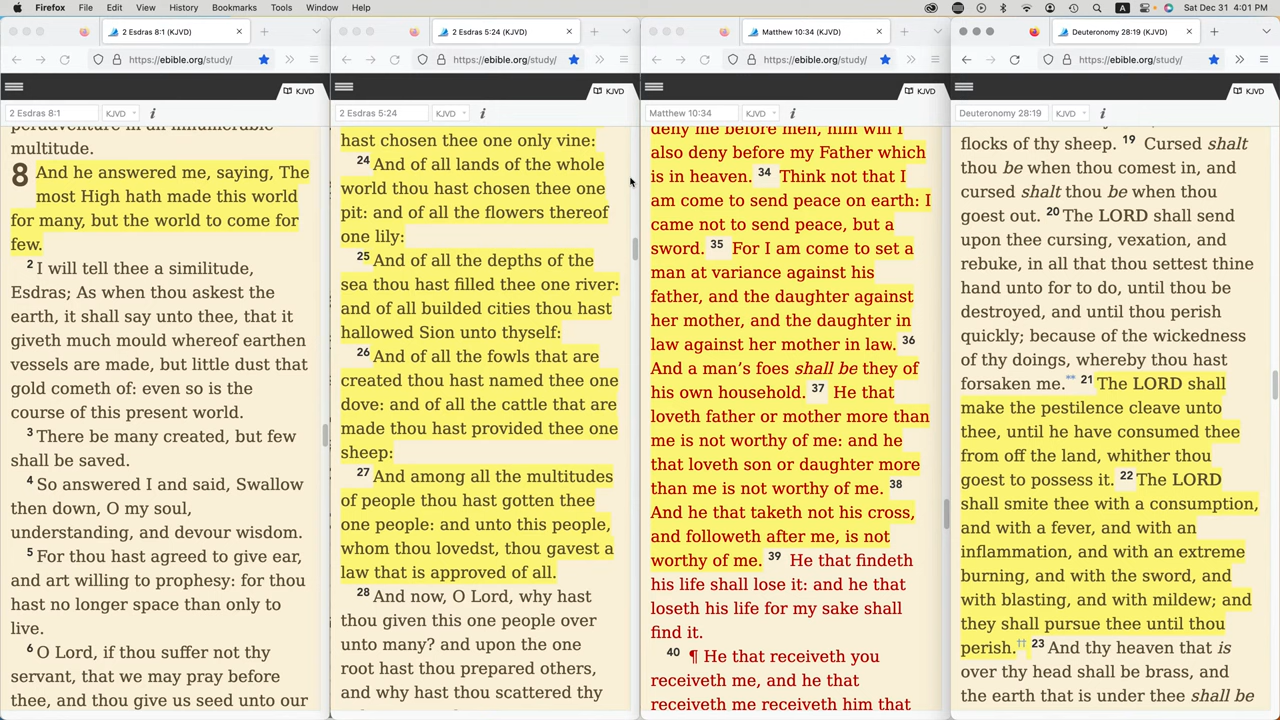 Firefox File Edit View History Bookmarks Tools Window Help Sat Dec 31 4:01 PM
2 Esdras 8:1 (KJVD)
https://ebible.org/study/
KJVD
2 Esdras 8:1 KJVD i
peradventure in an innumerable
multitude.
8 And he answered me, saying, The
most High hath made this world
for many, but the world to come for
few.
2 I will tell thee a similitude,
Esdras; As when thou askest the
earth, it shall say unto thee, that it
giveth much mould whereof earthen
vessels are made, but little dust that
gold cometh of: even so is the
course of this present world.
3 There be many created, but few
shall be saved.
4 So answered I and said, Swallow
then down, O my soul,
understanding, and devour wisdom.
5 For thou hast agreed to give ear,
and art willing to prophesy: for thou
hast no longer space than only to
live.
6 O Lord, if thou suffer not thy
servant, that we may pray before
thee, and thou give us seed unto our
2 Esdras 5:24 (KJVD)
https://ebible.org/study/
KJVD
2 Esdras 5:24 KJVD i
hast chosen thee one only vine:
24 And of all lands of the whole
world thou hast chosen thee one
pit: and of all the flowers thereof
one lily:
25 And of all the depths of the
sea thou hast filled thee one river:
and of all builded cities thou hast
hallowed Sion unto thyself:
26 And of all the fowls that are
created thou hast named thee one
dove: and of all the cattle that are
made thou hast provided thee one
sheep:
27 And among all the multitudes
of people thou hast gotten thee
one people: and unto this people,
whom thou lovedst, thou gavest a
law that is approved of all.
28 And now, O Lord, why hast
thou given this one people over
unto many? and upon the one
root hast thou prepared others,
and why hast thou scattered thy
Matthew 10:34 (KJVD)
https://ebible.org/study/
KJVD
Matthew 10:34 KJVD i
deny me before men, him will I
also deny before my Father which
is in heaven. 34 Think not that I
am come to send peace on earth: I
came not to send peace, but a
sword. 35 For I am come to set a
man at variance against his
father, and the daughter against
her mother, and the daughter in
law against her mother in law. 36
And a man’s foes shall be they of
his own household. 37 He that
loveth father or mother more than
me is not worthy of me: and he
that loveth son or daughter more
than me is not worthy of me. 38
And he that taketh not his cross,
and followeth after me, is not
worthy of me. 39 He that findeth
his life shall lose it: and he that
loseth his life for my sake shall
find it.
40 ¶ He that receiveth you
receiveth me, and he that
receiveth me receiveth him that
Deuteronomy 28:19 (KJVD)
https://ebible.org/study/
KJVD
Deuteronomy 28:19 KJVD i
flocks of thy sheep. 19 Cursed shalt
thou be when thou comest in, and
cursed shalt thou be when thou
goest out. 20 The LORD shall send
upon thee cursing, vexation, and
rebuke, in all that thou settest thine
hand unto for to do, until thou be
destroyed, and until thou perish
quickly; because of the wickedness
of thy doings, whereby thou hast
forsaken me.** 21 The LORD shall
make the pestilence cleave unto
thee, until he have consumed thee
from off the land, whither thou
goest to possess it. 22 The LORD
shall smite thee with a consumption,
and with a fever, and with an
inflammation, and with an extreme
burning, and with the sword, and
with blasting, and with mildew; and
they shall pursue thee until thou
perish.†† 23 And thy heaven that is
over thy head shall be brass, and
the earth that is under thee shall be